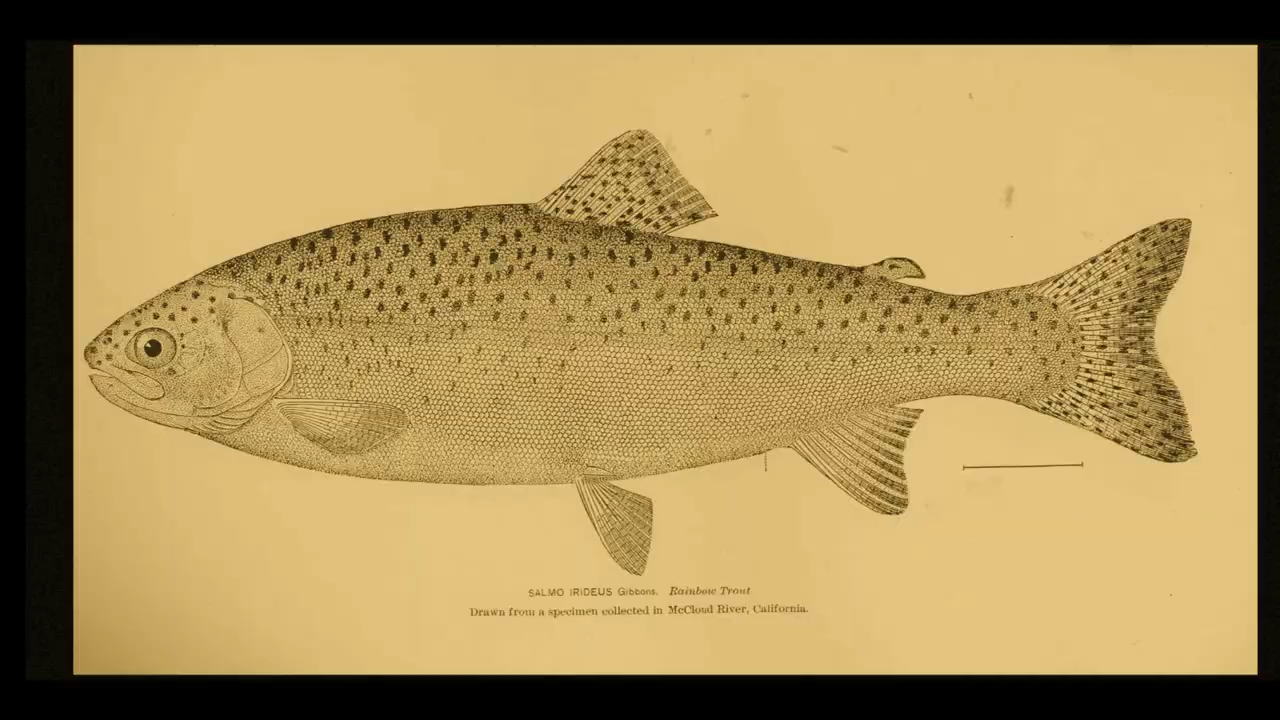 SALMO IRIDEUS Gibbons. Rainbow Trout
Drawn from a specimen collected in McCloud River, California.